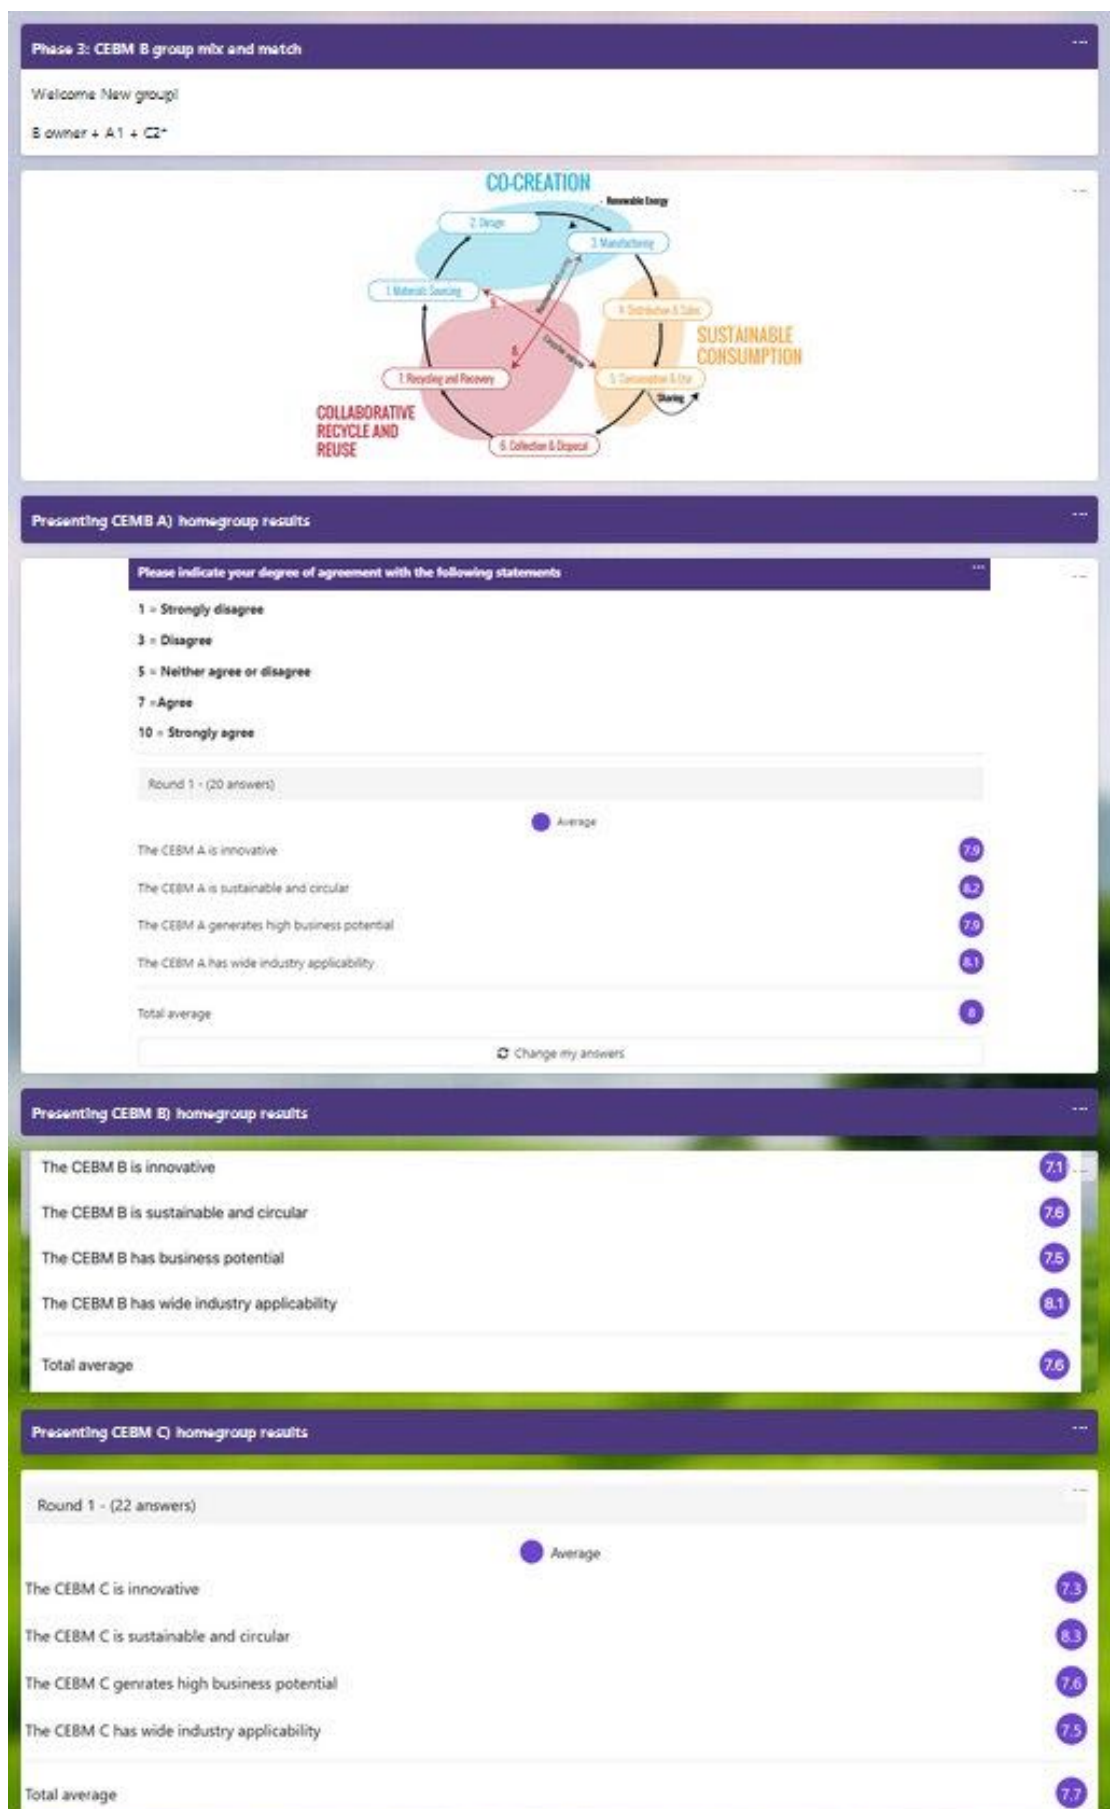 Phase 3: CEBM B group mix and match
Welcome New group!
B owner + A1 + C2*
CO-CREATION
Renewable Energy
2. Design
3. Manufacturing
1. Materials Sourcing
9.
4. Distribution & Sales
SUSTAINABLE
CONSUMPTION
8.
7. Recycling and Recovery
5. Consumption & Use
Sharing
COLLABORATIVE
RECYCLE AND
REUSE
6. Collection & Disposal
Presenting CEMB A) homegroup results
Please indicate your degree of agreement with the following statements
1 = Strongly disagree
3 = Disagree
5 = Neither agree or disagree
7 =Agree
10 = Strongly agree
Round 1 - (20 answers)
Average
The CEBM A is innovative 7.9
The CEBM A is sustainable and circular 8.2
The CEBM A generates high business potential 7.9
The CEBM A has wide industry applicability 8.1
Total average 8
Change my answers
Presenting CEBM B) homegroup results
The CEBM B is innovative 7.1
The CEBM B is sustainable and circular 7.6
The CEBM B has business potential 7.5
The CEBM B has wide industry applicability 8.1
Total average 7.6
Presenting CEBM C) homegroup results
Round 1 - (22 answers)
Average
The CEBM C is innovative 7.3
The CEBM C is sustainable and circular 8.3
The CEBM C genrates high business potential 7.6
The CEBM C has wide industry applicability 7.5
Total average 7.7